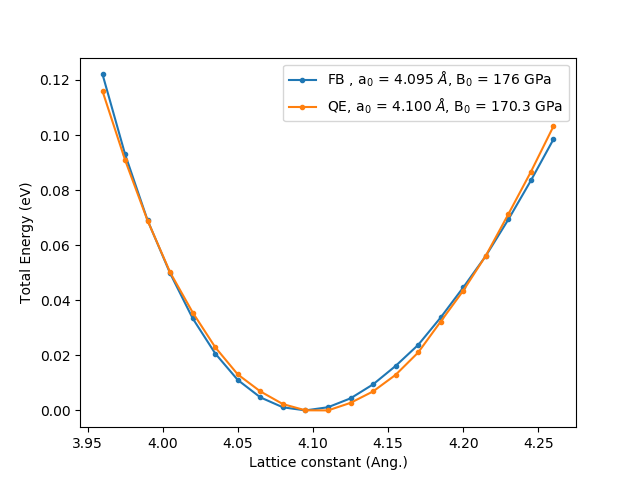 FB , a₀ = 4.095 Å, B₀ = 176 GPa
QE, a₀ = 4.100 Å, B₀ = 170.3 GPa
0.12
0.10
0.08
0.06
0.04
0.02
0.00
Total Energy (eV)
3.95 4.00 4.05 4.10 4.15 4.20 4.25
Lattice constant (Ang.)